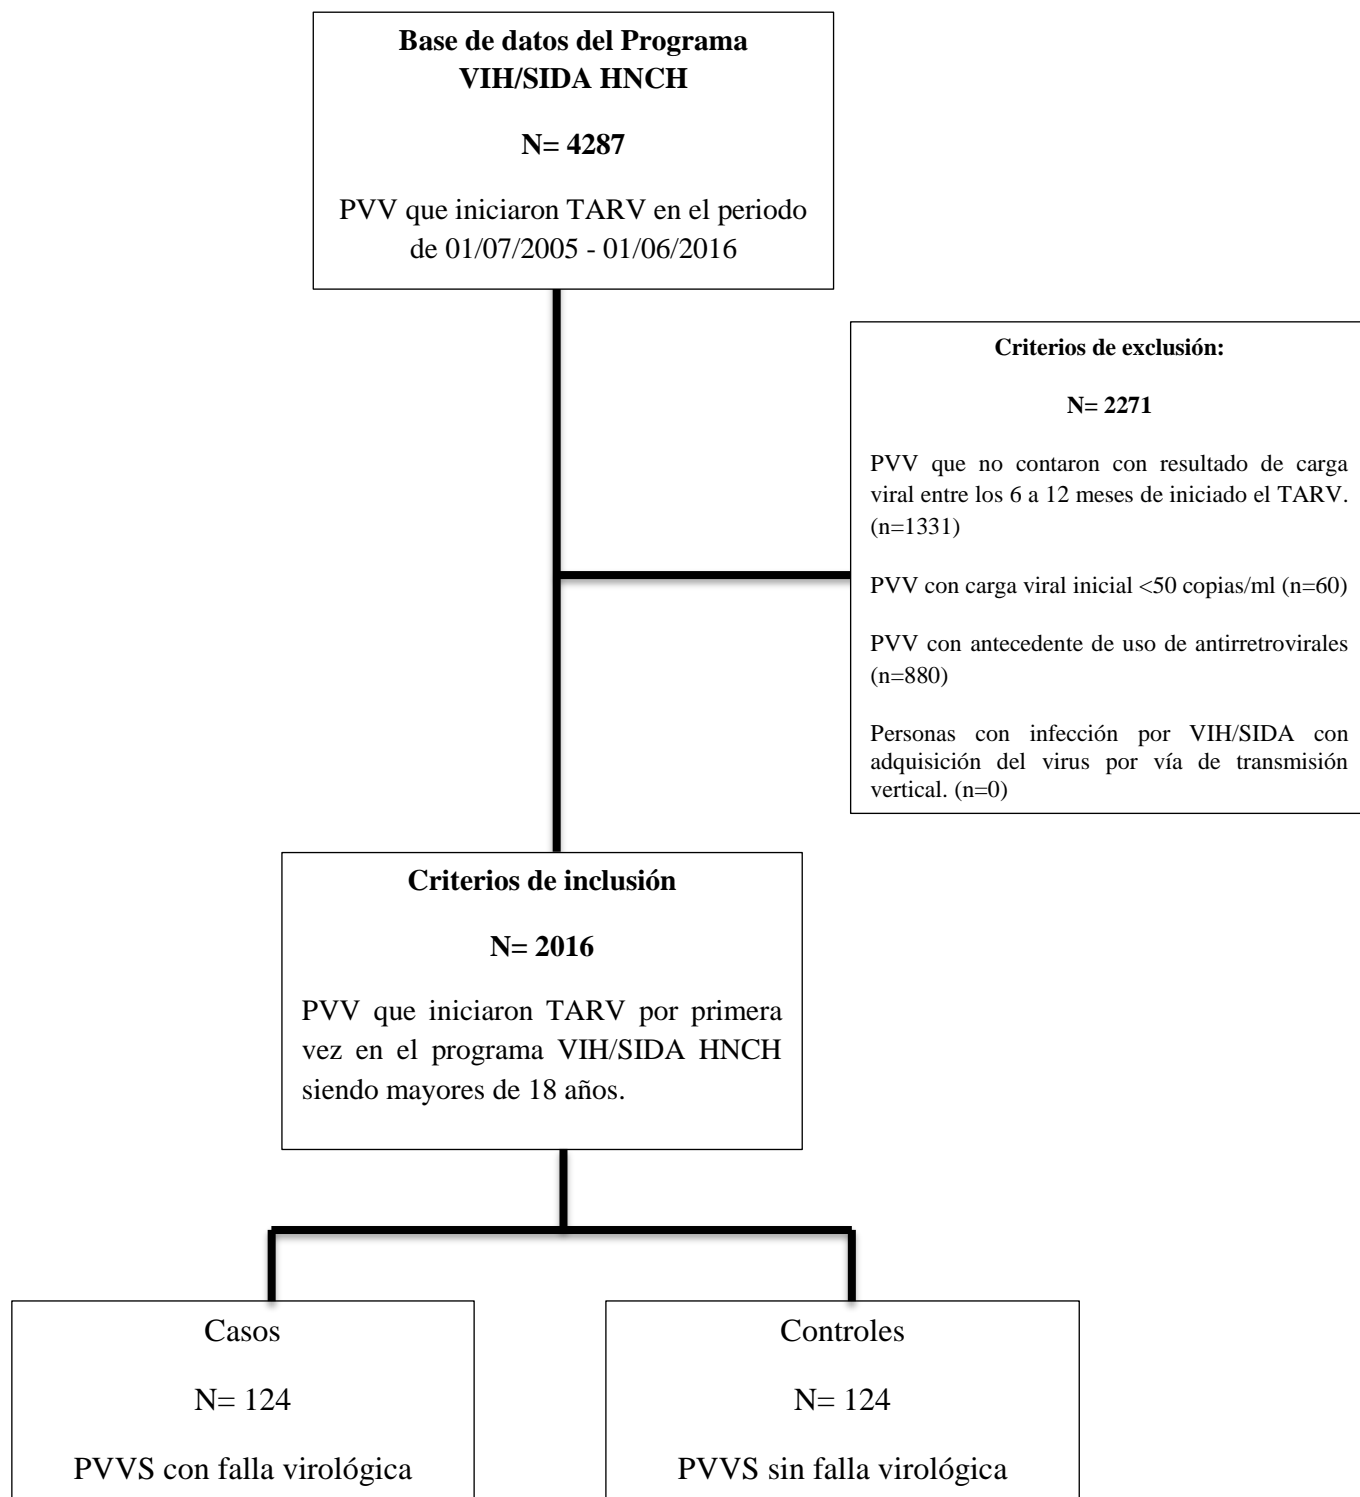 Base de datos del Programa
VIH/SIDA HNCH
N= 4287
PVV que iniciaron TARV en el periodo
de 01/07/2005 - 01/06/2016
Criterios de exclusión:
N= 2271
PVV que no contaron con resultado de carga
viral entre los 6 a 12 meses de iniciado el TARV.
(n=1331)
PVV con carga viral inicial <50 copias/ml (n=60)
PVV con antecedente de uso de antirretrovirales
(n=880)
Personas con infección por VIH/SIDA con
adquisición del virus por vía de transmisión
vertical. (n=0)
Criterios de inclusión
N= 2016
PVV que iniciaron TARV por primera
vez en el programa VIH/SIDA HNCH
siendo mayores de 18 años.
Casos
N= 124
PVVS con falla virológica
Controles
N= 124
PVVS sin falla virológica